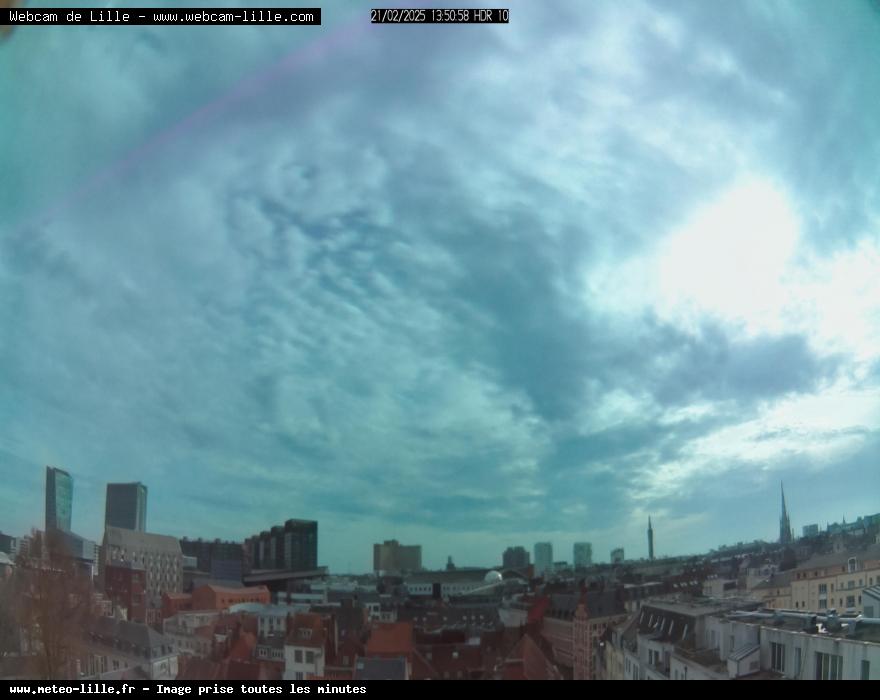 Webcam de Lille - www.webcam-lille.com
21/02/2025 13:50:58 HDR 10
www.meteo-lille.fr - Image prise toutes les minutes